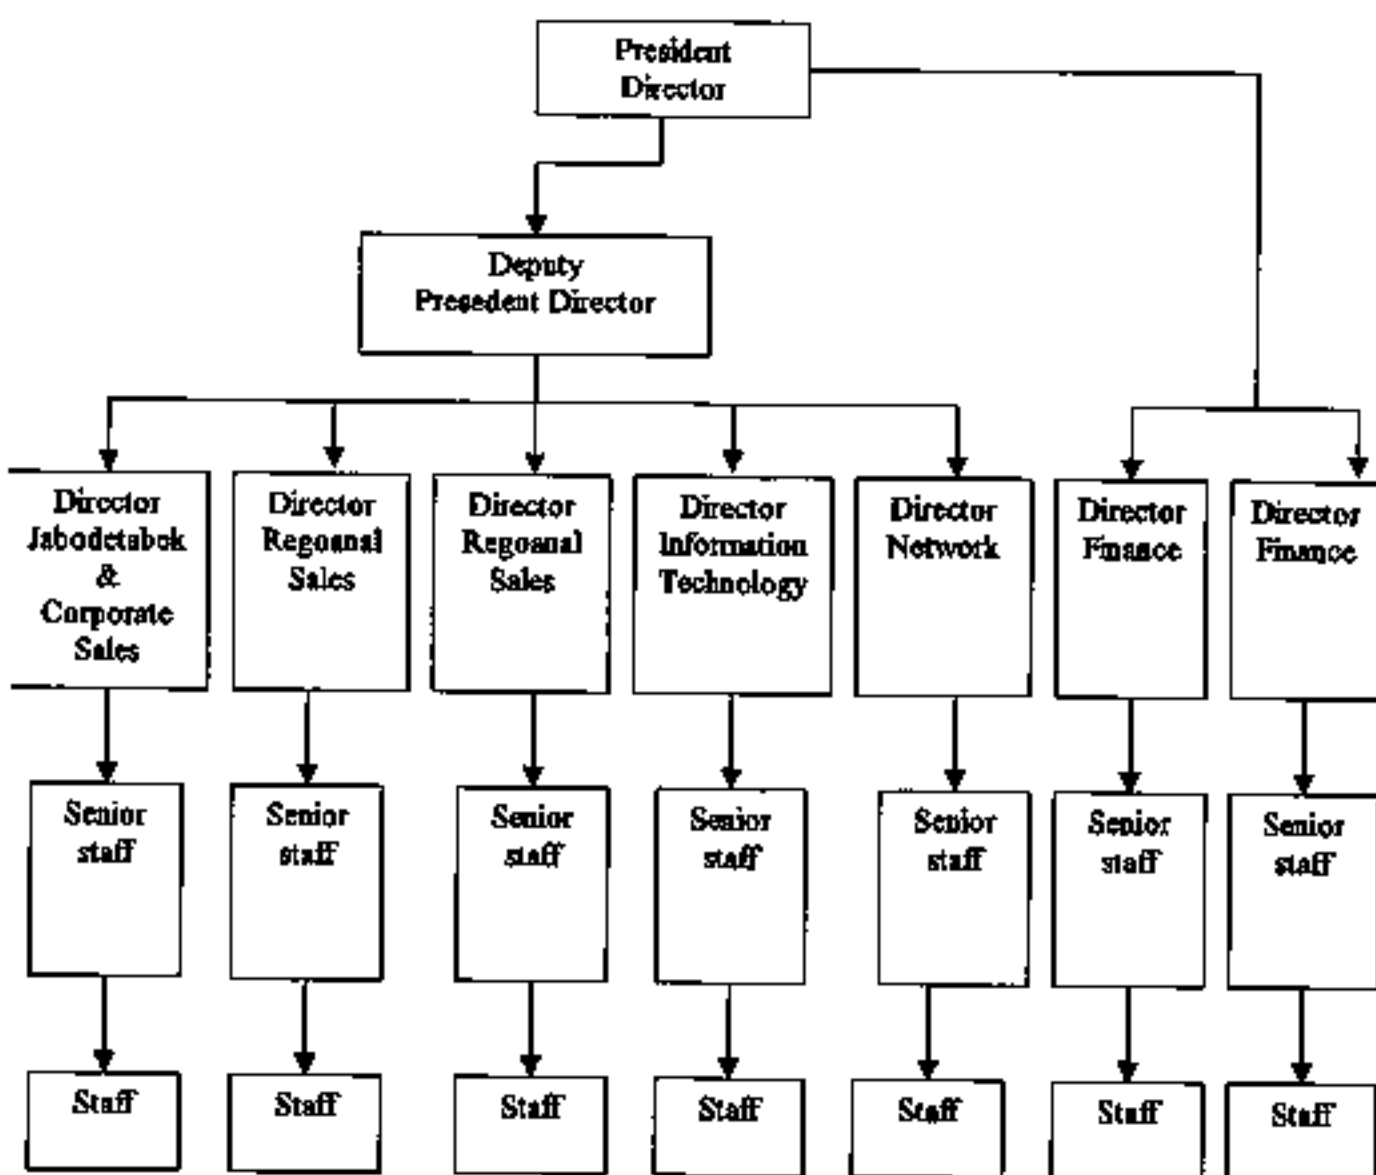 President
Director
Deputy
Presedent Director
Director
Jabodetabek
&
Corporate
Sales
Director
Regoanal
Sales
Director
Regoanal
Sales
Director
Information
Technology
Director
Network
Director
Finance
Director
Finance
Senior
staff
Senior
staff
Senior
staff
Senior
staff
Senior
staff
Senior
staff
Senior
staff
Staff
Staff
Staff
Staff
Staff
Staff
Staff